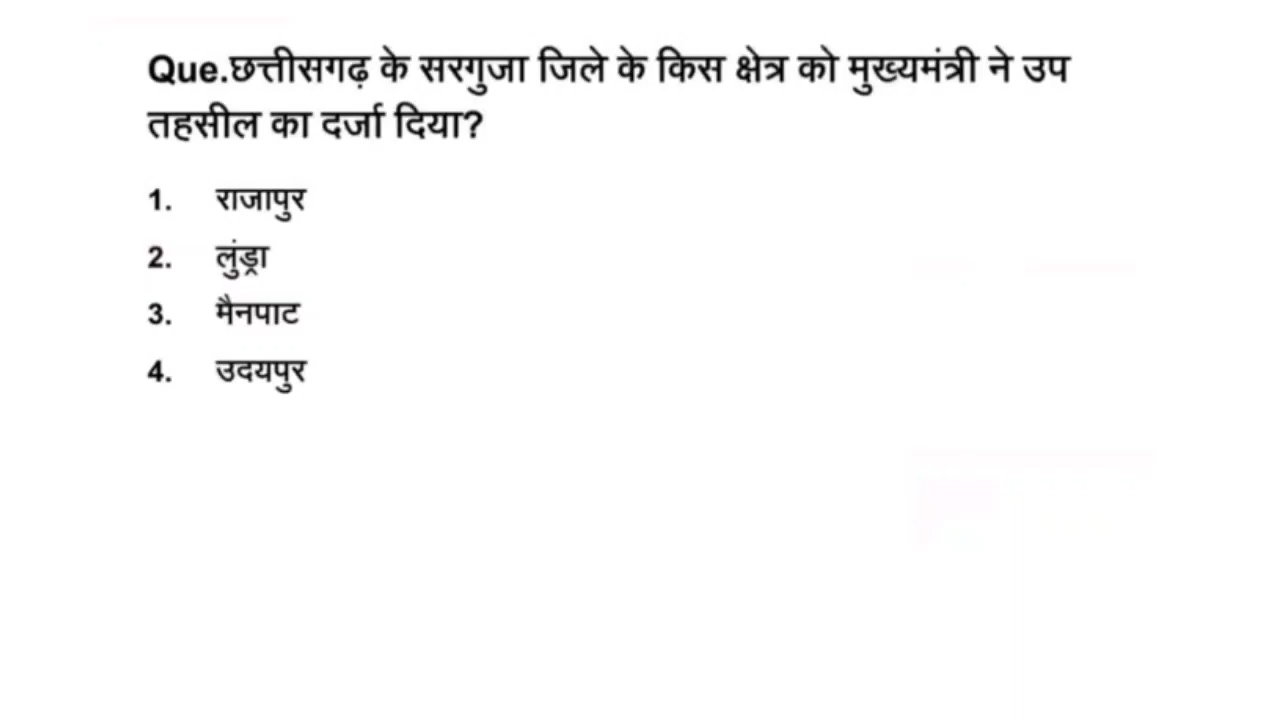 Que.छत्तीसगढ़ के सरगुजा जिले के किस क्षेत्र को मुख्यमंत्री ने उप
तहसील का दर्जा दिया?
1. राजापुर
2. लुंड्रा
3. मैनपाट
4. उदयपुर